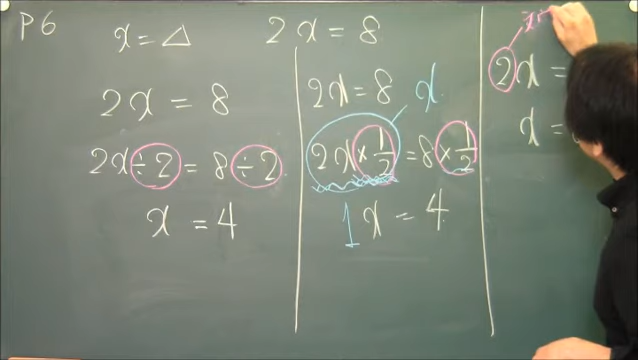 P6
x = △
2x = 8
2x = 8
2x ÷ 2 = 8 ÷ 2
x = 4
2x = 8
x
2x × 1/2 = 8 × 1/2
1x = 4
2x =
x =